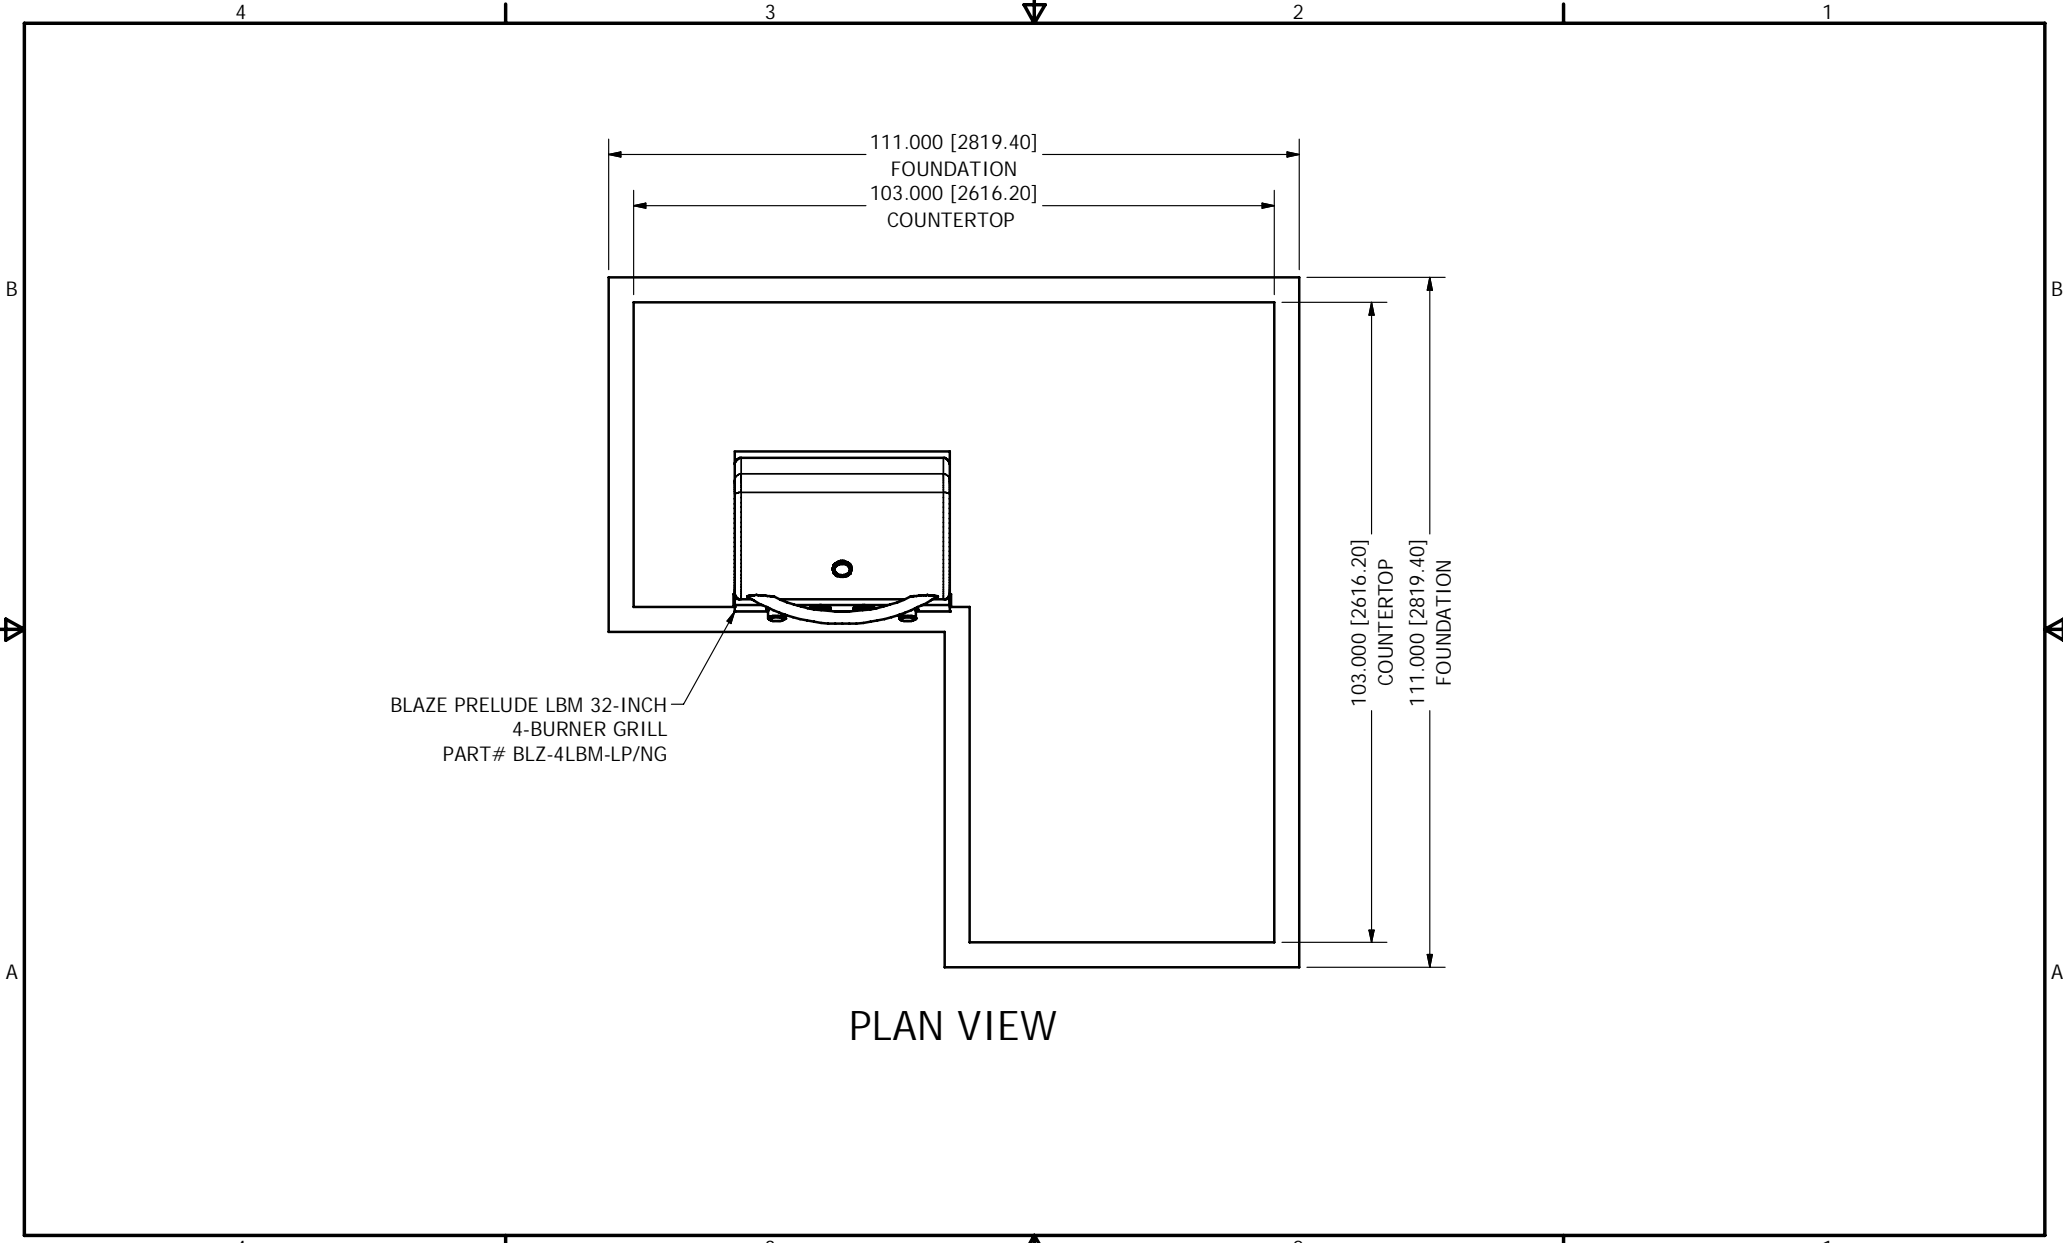 4 3 2 1
111.000 [2819.40]
FOUNDATION
103.000 [2616.20]
COUNTERTOP
B B
103.000 [2616.20]
COUNTERTOP
111.000 [2819.40]
FOUNDATION
BLAZE PRELUDE LBM 32-INCH
4-BURNER GRILL
PART# BLZ-4LBM-LP/NG
A A
PLAN VIEW